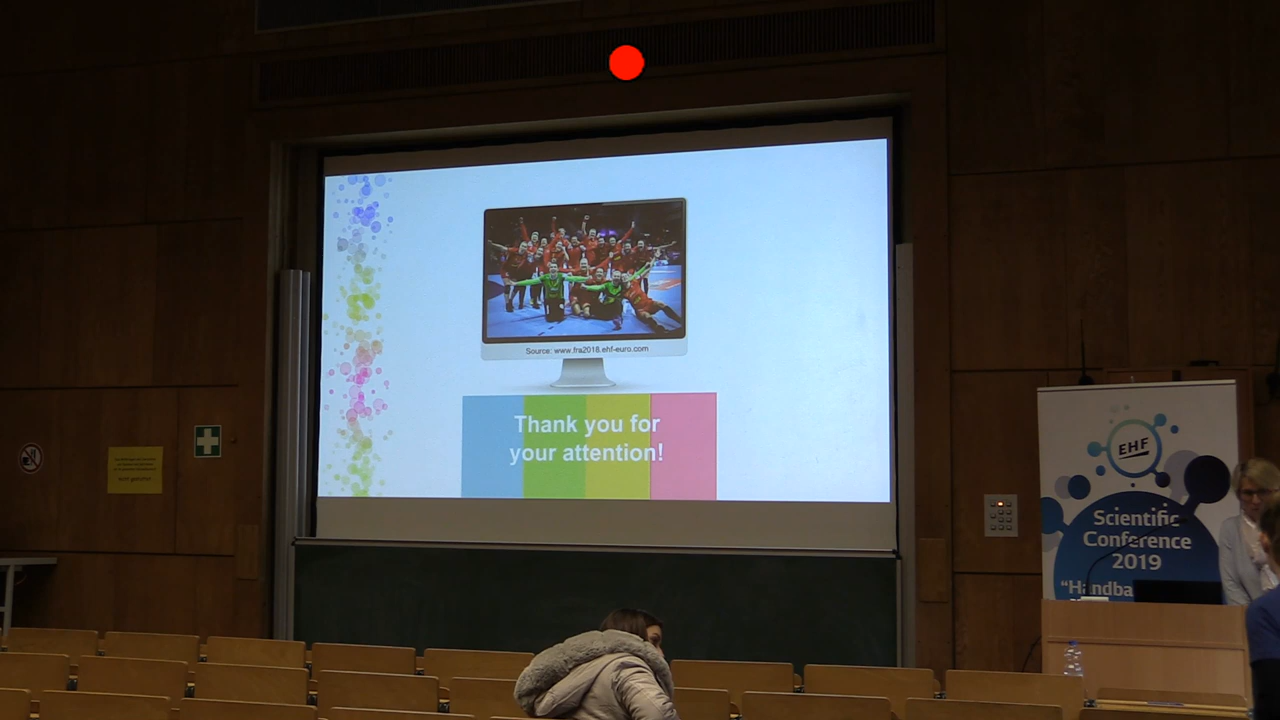 Source: www.fra2018.ehf-euro.com
Thank you for
your attention!
EHF
Scientific
Conference
2019
"Handba